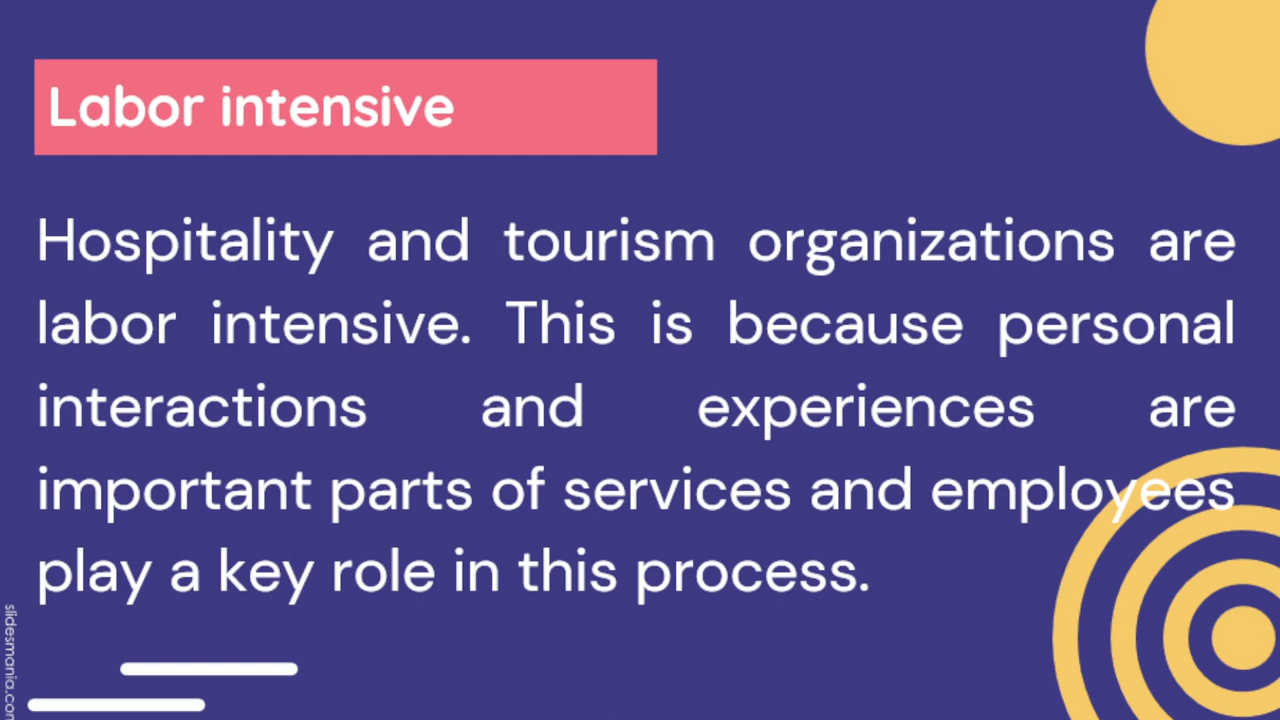 Labor intensive
Hospitality and tourism organizations are
labor intensive. This is because personal
interactions and experiences are
important parts of services and employees
play a key role in this process.
slidesmania.com